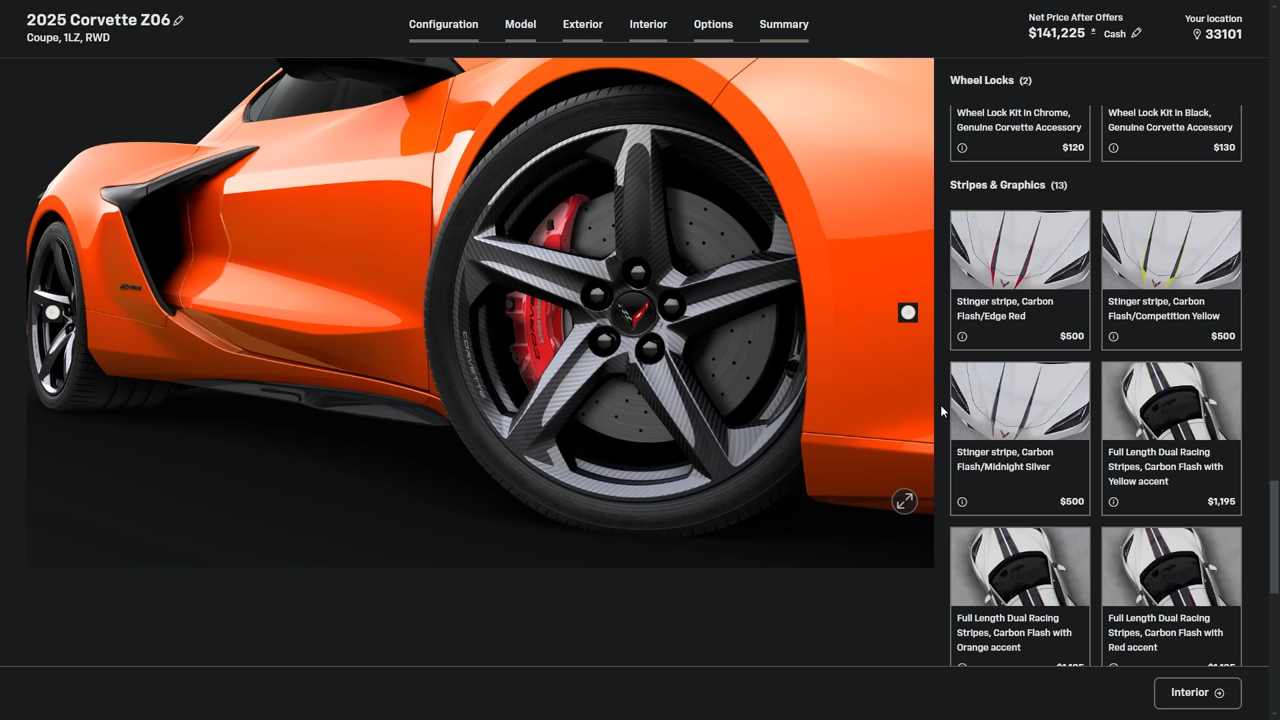 2025 Corvette Z06
Coupe, 1LZ, RWD
Configuration
Model
Exterior
Interior
Options
Summary
Net Price After Offers
$141,225 * Cash
Your location
33101
Wheel Locks (2)
Wheel Lock Kit In Chrome,
Genuine Corvette Accessory
$120
Wheel Lock Kit In Black,
Genuine Corvette Accessory
$130
Stripes & Graphics (13)
Stinger stripe, Carbon
Flash/Edge Red
$500
Stinger stripe, Carbon
Flash/Competition Yellow
$500
Stinger stripe, Carbon
Flash/Midnight Silver
$500
Full Length Dual Racing
Stripes, Carbon Flash with
Yellow accent
$1,195
Full Length Dual Racing
Stripes, Carbon Flash with
Orange accent
Full Length Dual Racing
Stripes, Carbon Flash with
Red accent
Interior